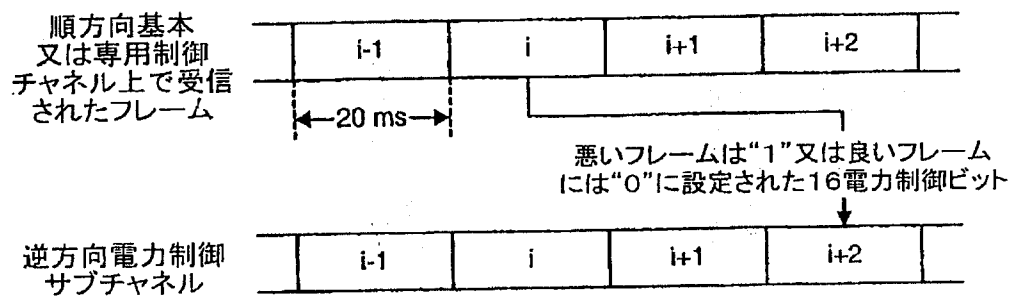 順方向基本
又は専用制御
チャネル上で受信
されたフレーム
i-1
i
i+1
i+2
20 ms
悪いフレームは“1”又は良いフレーム
には“0”に設定された16電力制御ビット
逆方向電力制御
サブチャネル
i-1
i
i+1
i+2